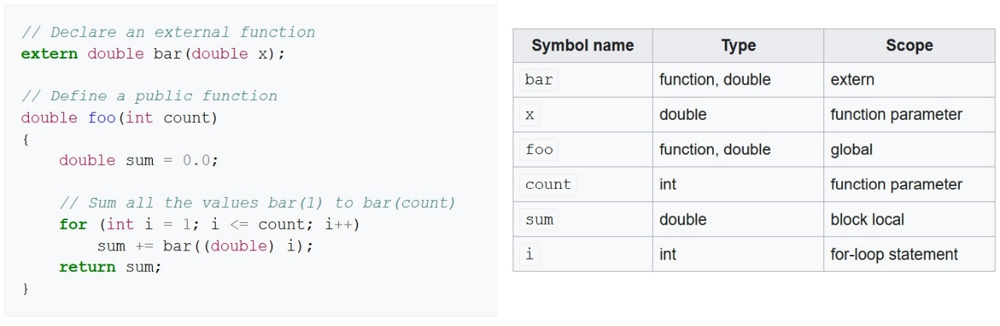 // Declare an external function
extern double bar(double x);
// Define a public function
double foo(int count)
{
    double sum = 0.0;
    // Sum all the values bar(1) to bar(count)
    for (int i = 1; i <= count; i++)
        sum += bar((double) i);
    return sum;
}
Symbol name Type Scope
bar function, double extern
x double function parameter
foo function, double global
count int function parameter
sum double block local
i int for-loop statement